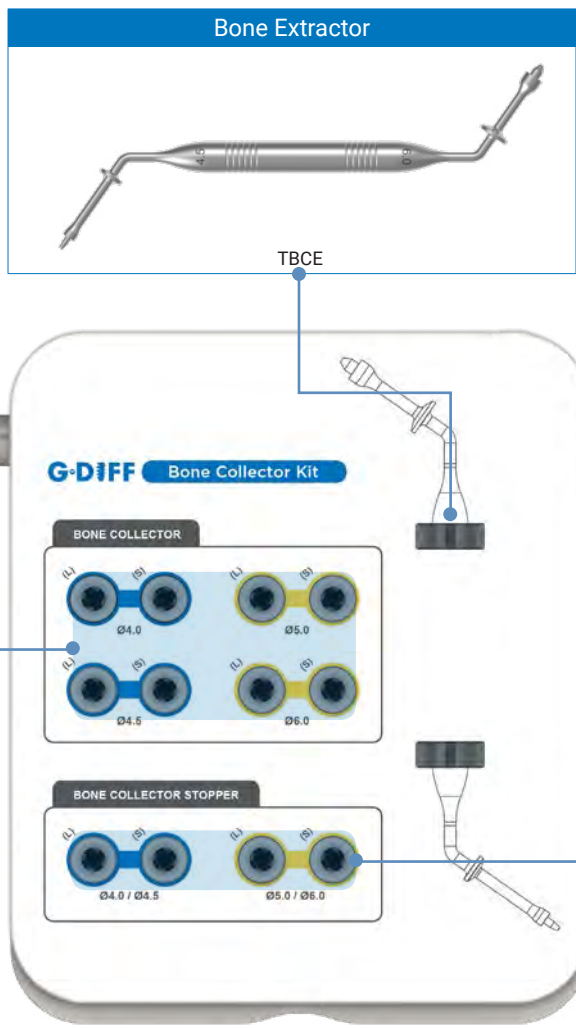 Bone Extractor
4.5
6.0
TBCE
G·DIFF Bone Collector Kit
BONE COLLECTOR
(L) (S) (L) (S)
Ø4.0 Ø5.0
(L) (S) (L) (S)
Ø4.5 Ø6.0
BONE COLLECTOR STOPPER
(L) (S) (L) (S)
Ø4.0 / Ø4.5 Ø5.0 / Ø6.0